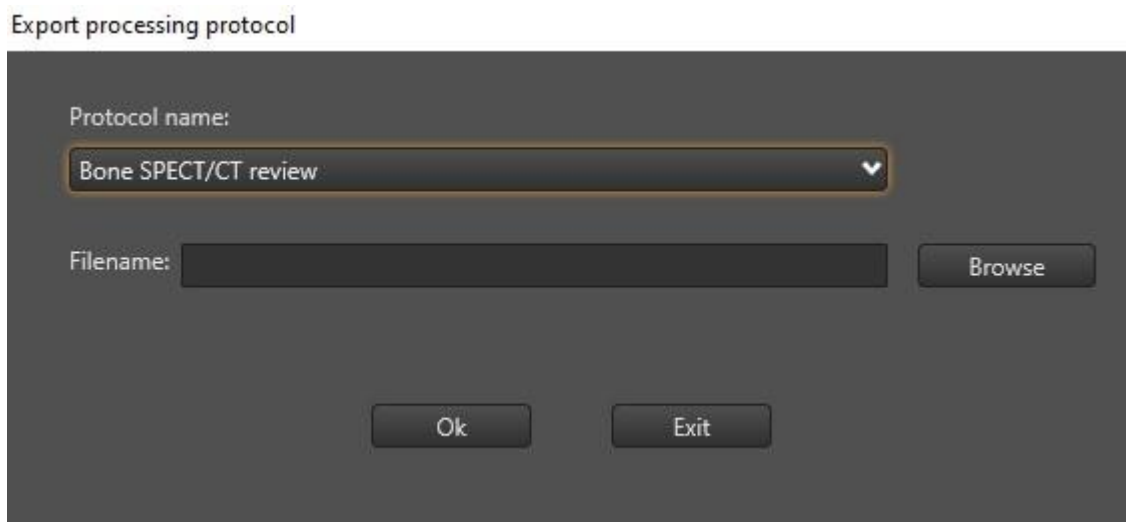 Export processing protocol
Protocol name:
Bone SPECT/CT review
Filename:
Browse
Ok
Exit